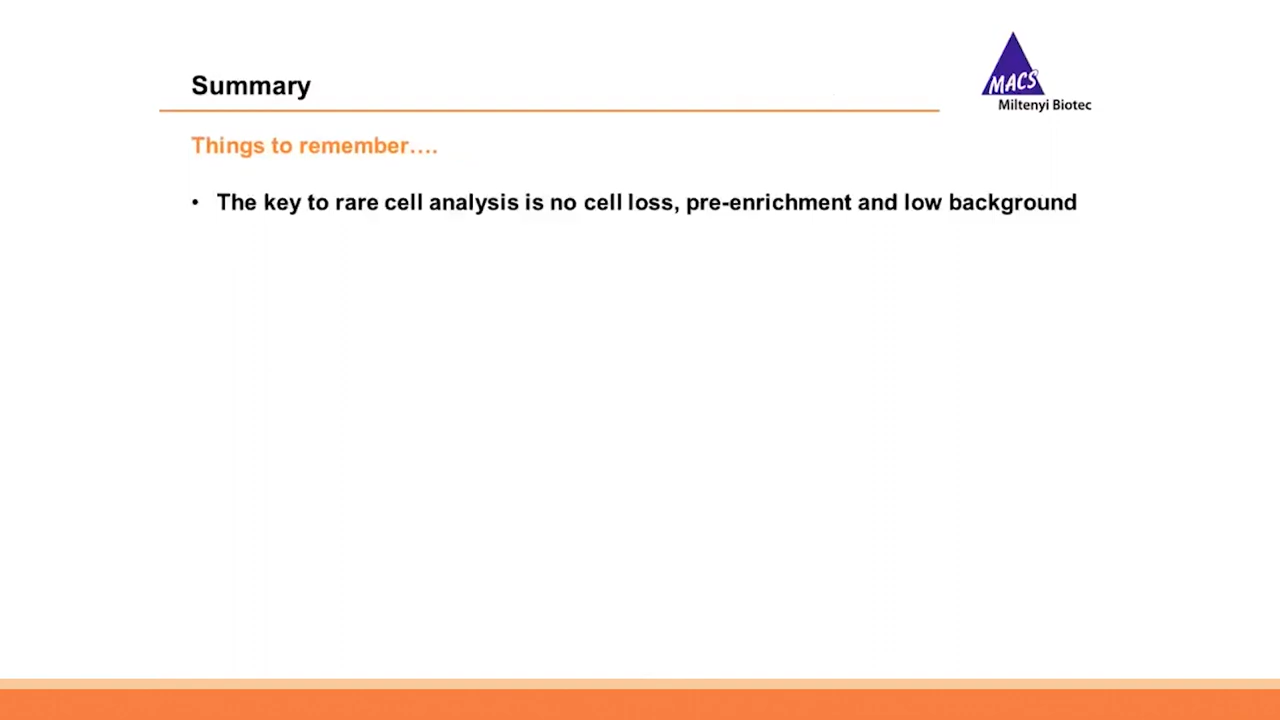 Summary
MACS
Miltenyi Biotec
Things to remember….
• The key to rare cell analysis is no cell loss, pre-enrichment and low background